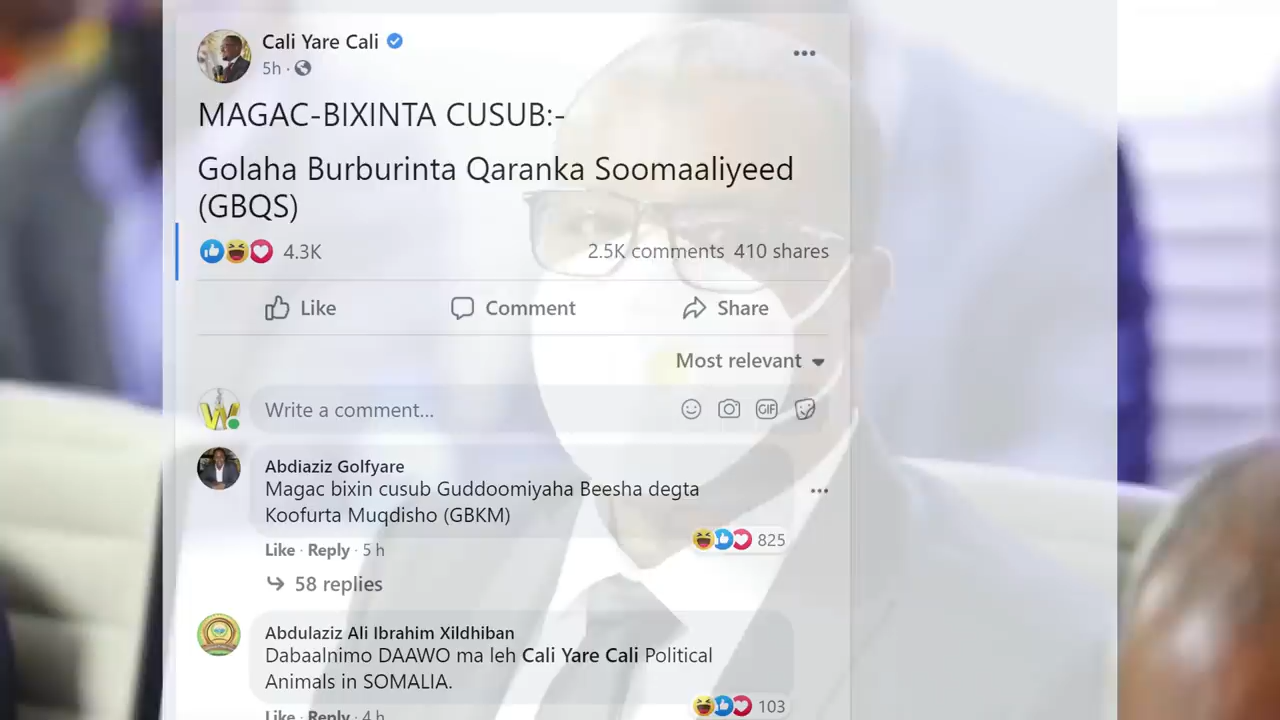 Cali Yare Cali
5h ·
MAGAC-BIXINTA CUSUB:-
Golaha Burburinta Qaranka Soomaaliyeed
(GBQS)
4.3K 2.5K comments 410 shares
Like Comment Share
Most relevant
W Write a comment... GIF
Abdiaziz Golfyare
Magac bixin cusub Guddoomiyaha Beesha degta
Koofurta Muqdisho (GBKM)
825
Like · Reply · 5 h
58 replies
Abdulaziz Ali Ibrahim Xildhiban
Dabaalnimo DAAWO ma leh Cali Yare Cali Political
Animals in SOMALIA.
103
Like · Reply · 4 h